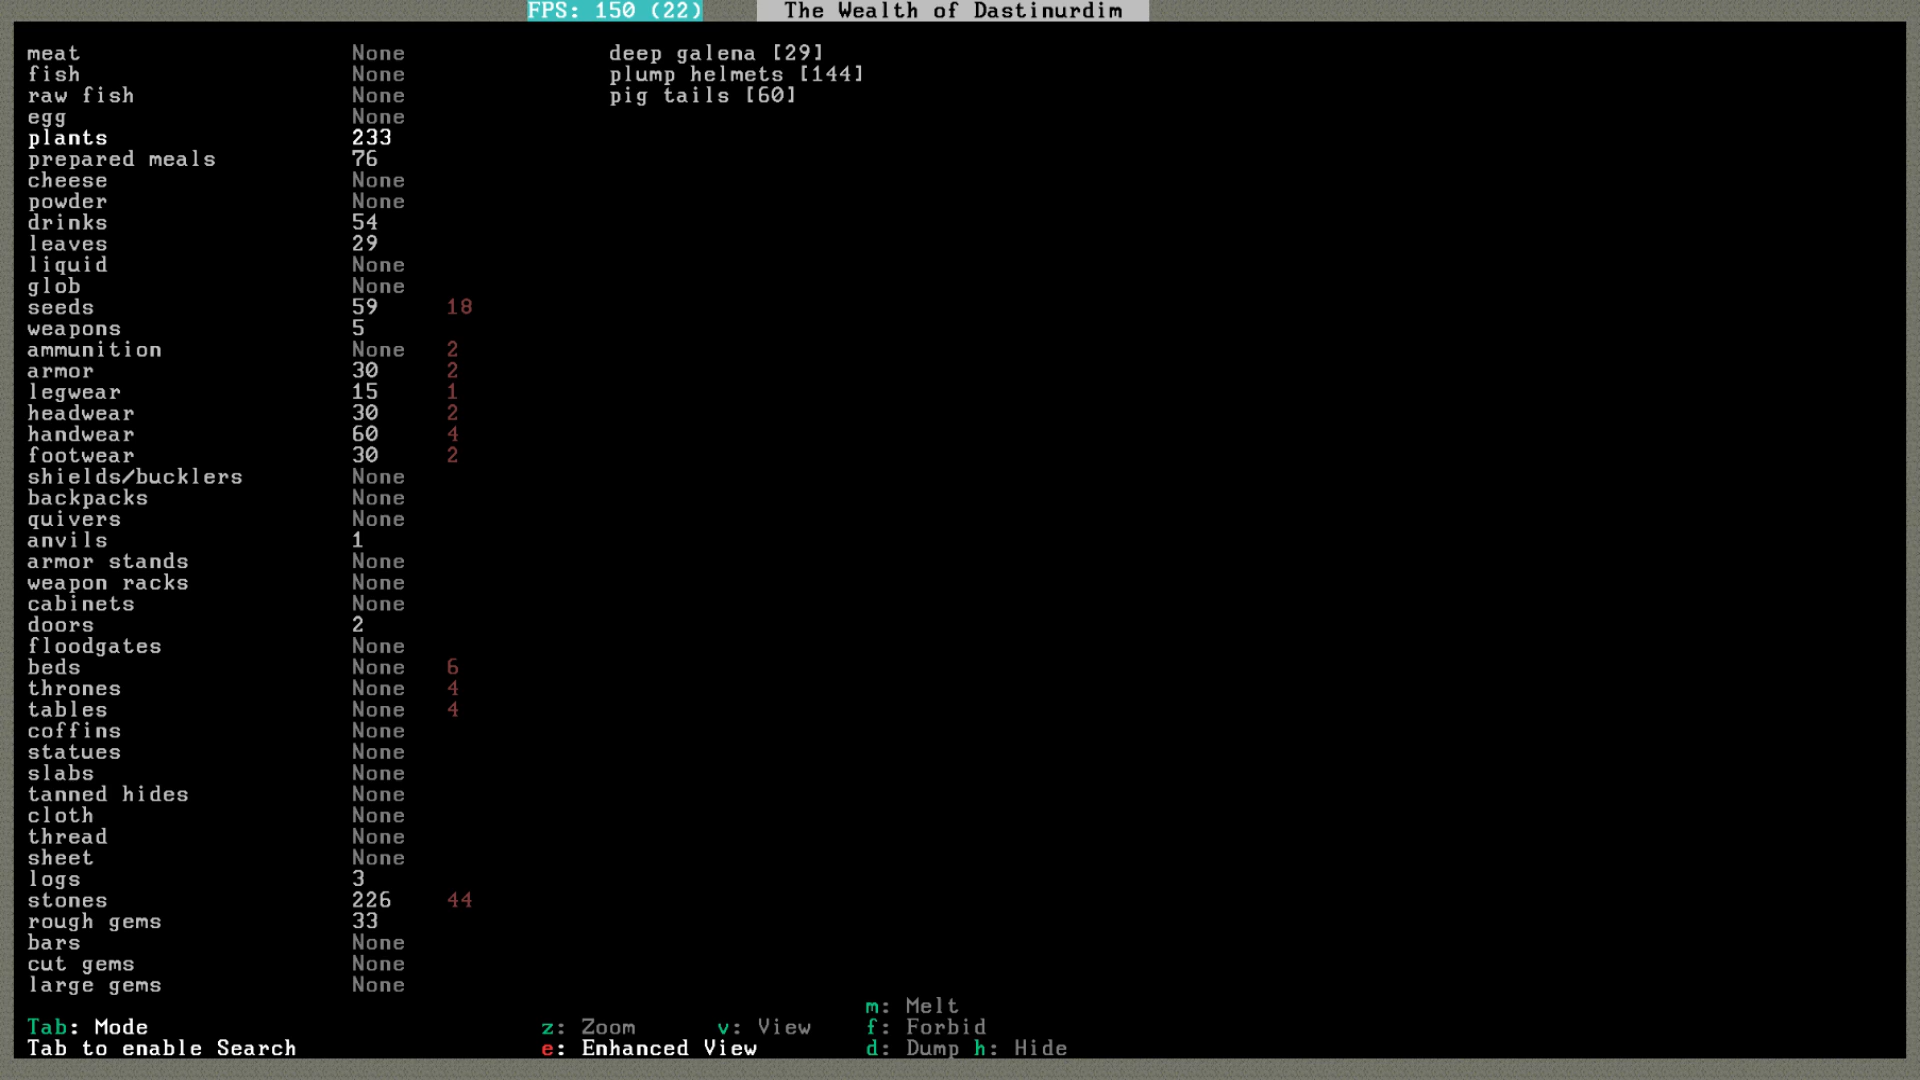 FPS: 150 (22) The Wealth of Dastinurdim
meat None deep galena [29]
fish None plump helmets [144]
raw fish None pig tails [60]
egg None
plants 233
prepared meals 76
cheese None
powder None
drinks 54
leaves 29
liquid None
glob None
seeds 59 18
weapons 5
ammunition None 2
armor 30 2
legwear 15 1
headwear 30 2
handwear 60 4
footwear 30 2
shields/bucklers None
backpacks None
quivers None
anvils 1
armor stands None
weapon racks None
cabinets None
doors 2
floodgates None
beds None 6
thrones None 4
tables None 4
coffins None
statues None
slabs None
tanned hides None
cloth None
thread None
sheet None
logs 3
stones 226 44
rough gems 33
bars None
cut gems None
large gems None
m: Melt
Tab: Mode z: Zoom v: View f: Forbid
Tab to enable Search e: Enhanced View d: Dump h: Hide